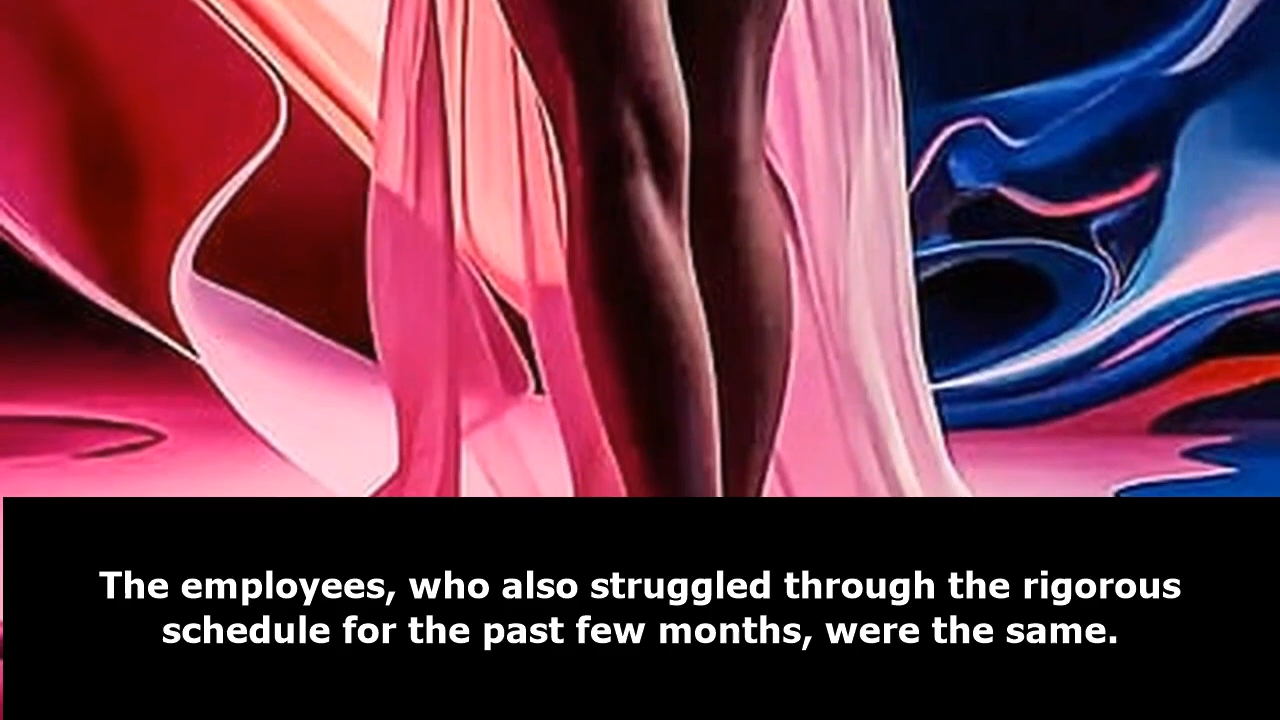 The employees, who also struggled through the rigorous
schedule for the past few months, were the same.